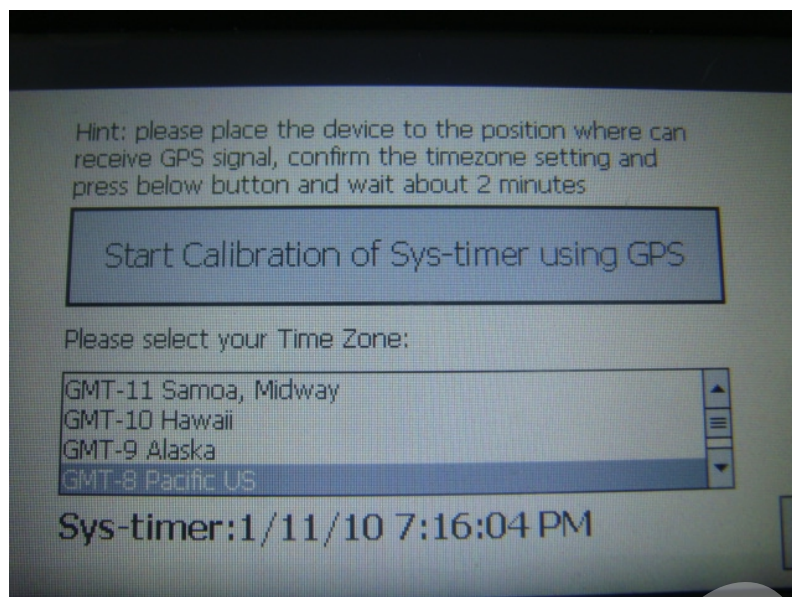 Hint: please place the device to the position where can
receive GPS signal, confirm the timezone setting and
press below button and wait about 2 minutes
Start Calibration of Sys-timer using GPS
Please select your Time Zone:
GMT-11 Samoa, Midway
GMT-10 Hawaii
GMT-9 Alaska
GMT-8 Pacific US
Sys-timer:1/11/10 7:16:04 PM